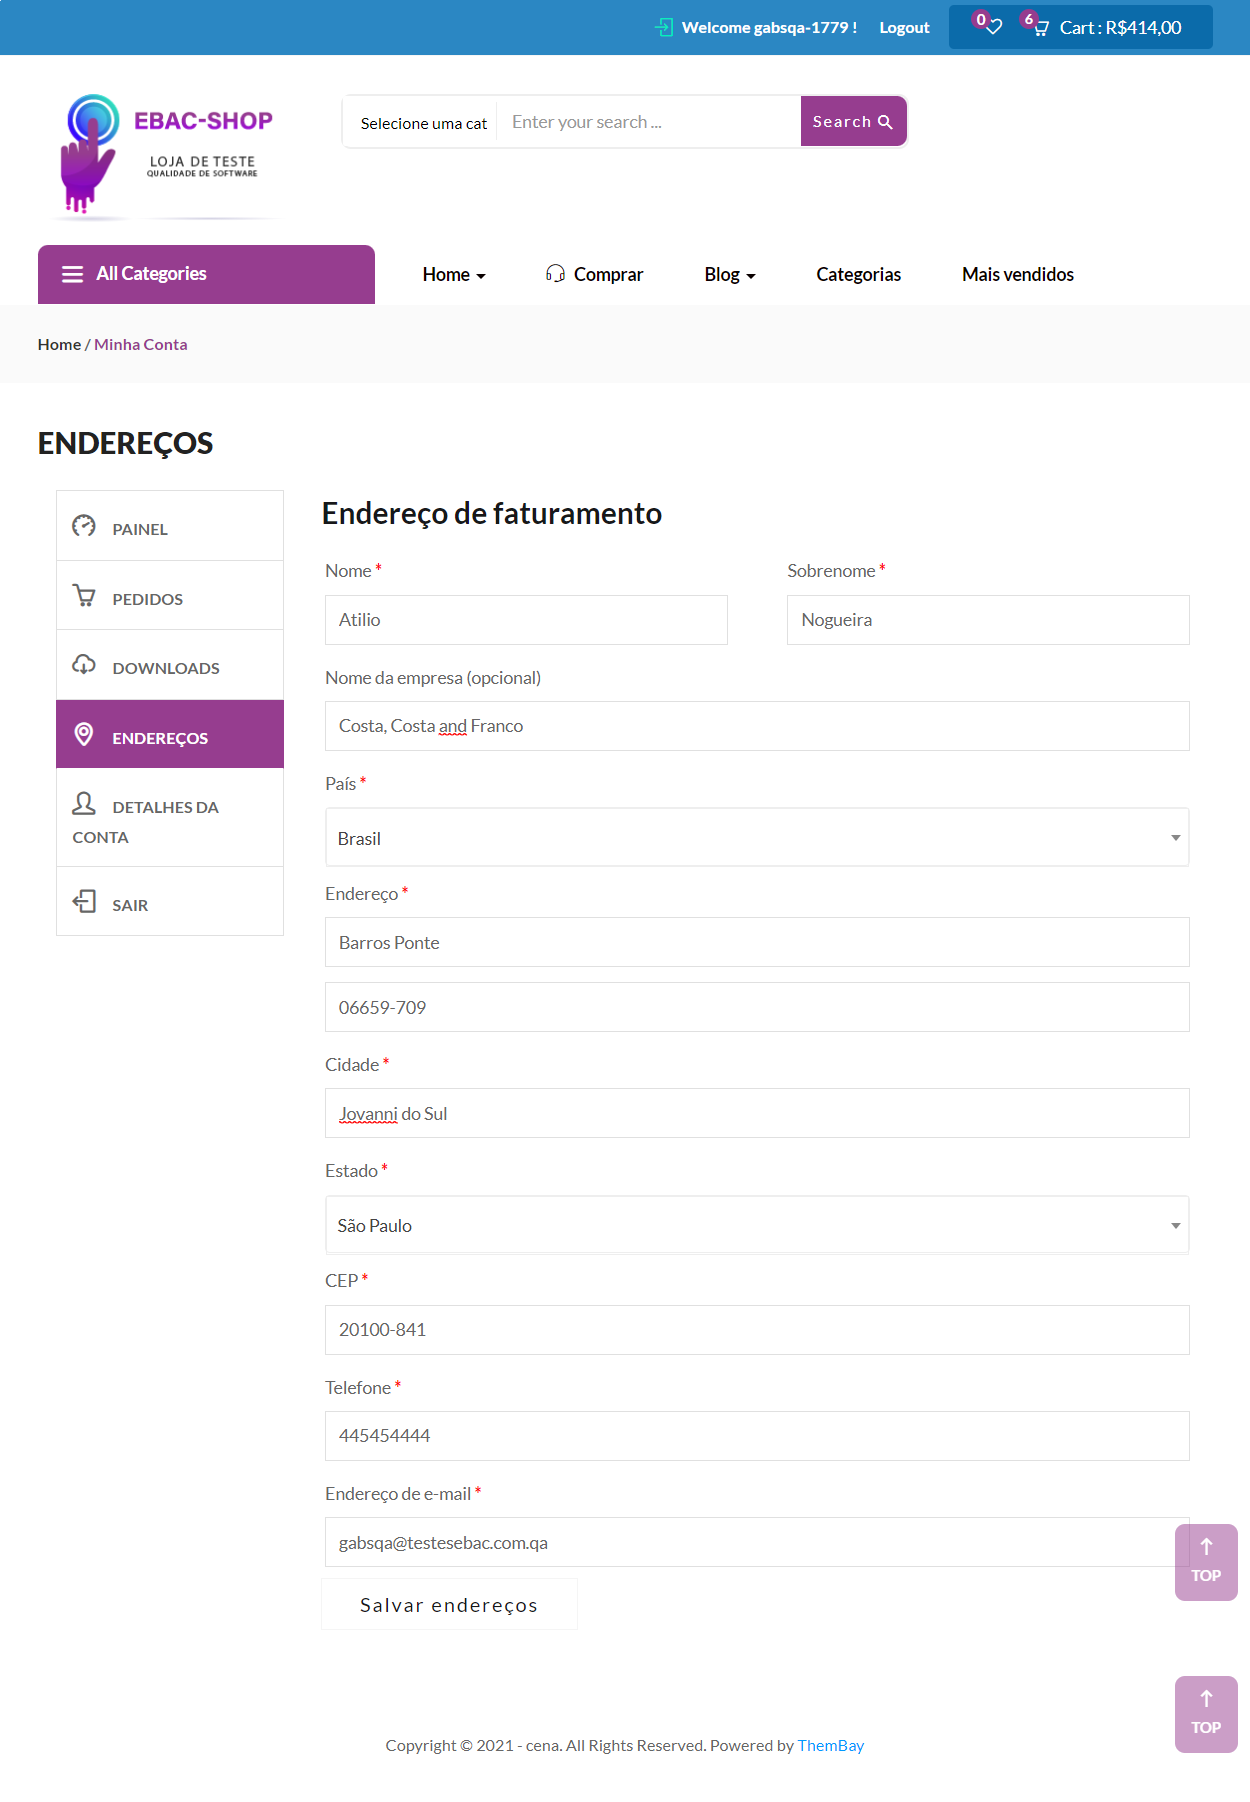 Welcome gabsqa-1779 ! Logout 0 6 Cart : R$414,00
EBAC-SHOP
LOJA DE TESTE
QUALIDADE DE SOFTWARE
Selecione uma cat Enter your search ... Search
All Categories Home Comprar Blog Categorias Mais vendidos
Home / Minha Conta
ENDEREÇOS
PAINEL
PEDIDOS
DOWNLOADS
ENDEREÇOS
DETALHES DA
CONTA
SAIR
Endereço de faturamento
Nome * Sobrenome *
Atilio Nogueira
Nome da empresa (opcional)
Costa, Costa and Franco
País *
Brasil
Endereço *
Barros Ponte
06659-709
Cidade *
Jovanni do Sul
Estado *
São Paulo
CEP *
20100-841
Telefone *
445454444
Endereço de e-mail *
gabsqa@testesebac.com.qa
TOP
Salvar endereços
TOP
Copyright © 2021 - cena. All Rights Reserved. Powered by ThemBay